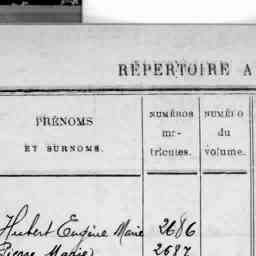 RÉPERTOIRE A
PRÉNOMS
ET SURNOMS.
NUMÉROS
ma-
tricules.
NUMÉRO
du
volume.
Hubert Eugène Marie 2686
Pierre Marie 2687